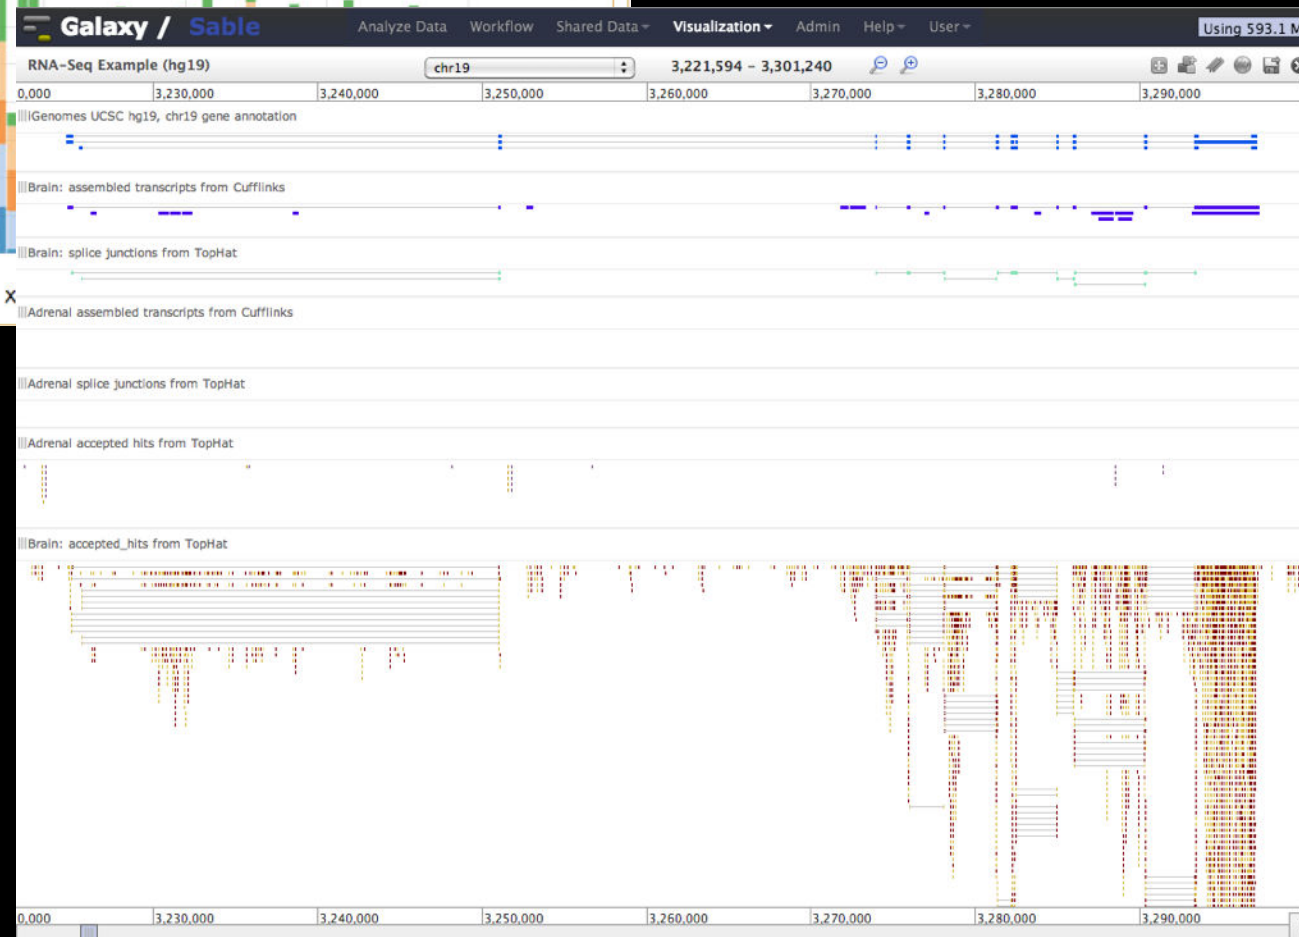 Galaxy / Sable Analyze Data Workflow Shared Data Visualization Admin Help User Using 593.1 M
RNA-Seq Example (hg19) chr19 3,221,594 - 3,301,240
0,000 3,230,000 3,240,000 3,250,000 3,260,000 3,270,000 3,280,000 3,290,000
iGenomes UCSC hg19, chr19 gene annotation
Brain: assembled transcripts from Cufflinks
Brain: splice junctions from TopHat
X
Adrenal assembled transcripts from Cufflinks
Adrenal splice junctions from TopHat
Adrenal accepted hits from TopHat
Brain: accepted_hits from TopHat
0,000 3,230,000 3,240,000 3,250,000 3,260,000 3,270,000 3,280,000 3,290,000